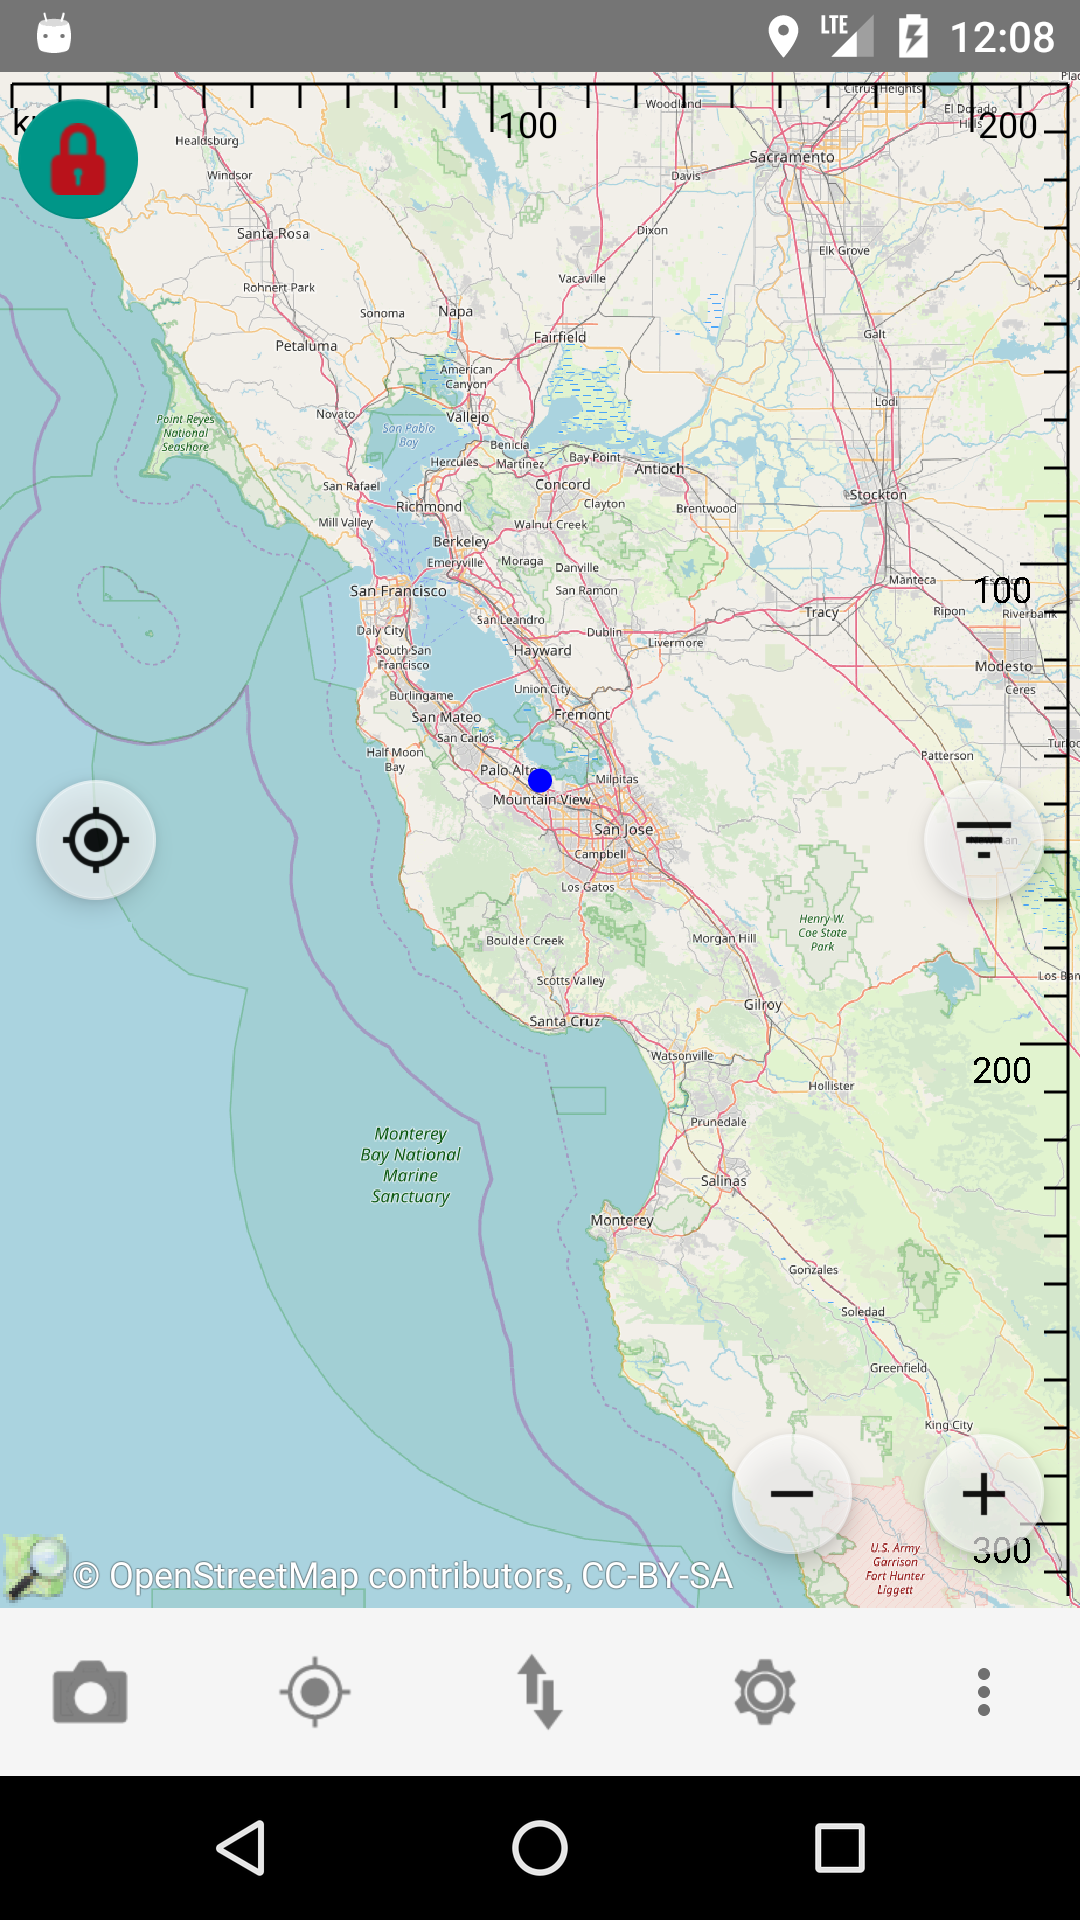 LTE
12:08
Citrus Heights
Woodland
El Dorado
Hills
100
200
Healdsburg
Sacramento
Windsor
Davis
Santa Rosa
Dixon
Elk Grove
Vacaville
Rohnert Park
Sonoma
Napa
Fairfield
Galt
Petaluma
American
Canyon
Lodi
Novato
Vallejo
Point Reyes
National
Seashore
San Pablo
Bay
Benicia
Hercules
Martinez
Bay Point
Antioch
San Rafael
Concord
Stockton
Richmond
Clayton
Brentwood
Mill Valley
Walnut Creek
Berkeley
Emeryville
Moraga
Danville
Manteca
San Francisco
San Ramon
100
Tracy
Ripon
Riverbank
San Leandro
Daly City
Dublin
Livermore
South San
Francisco
Hayward
Modesto
Union City
Ceres
Burlingame
San Mateo
Fremont
San Carlos
Half Moon
Bay
Patterson
Palo Alto
Milpitas
Mountain View
San Jose
Campbell
Los Gatos
Henry W.
Coe State
Park
Boulder Creek
Morgan Hill
Scotts Valley
Los Ban
Gilroy
Santa Cruz
Watsonville
200
Hollister
Prunedale
Monterey
Bay National
Marine
Sanctuary
Salinas
Monterey
Gonzales
Soledad
Greenfield
King City
U.S. Army
Garrison
Fort Hunter
Liggett
300
© OpenStreetMap contributors, CC-BY-SA